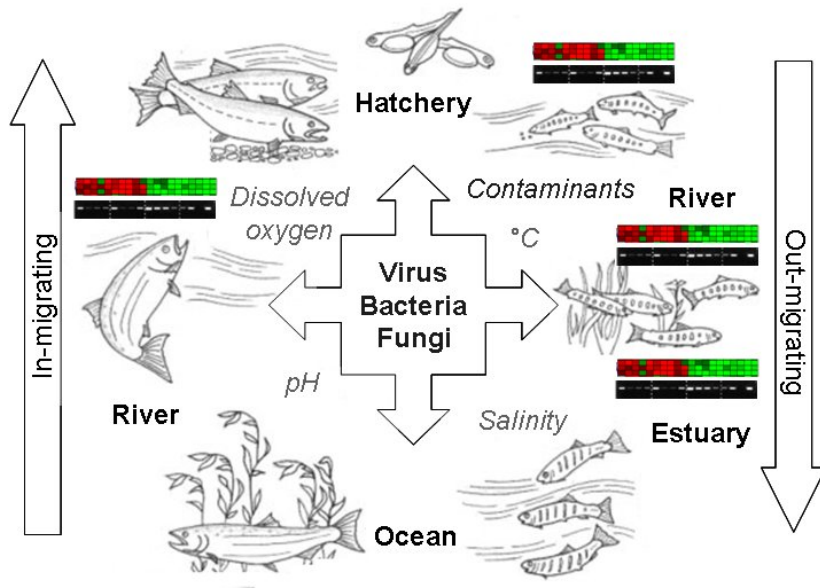 Hatchery
Dissolved
oxygen
Contaminants
River
°C
Virus
Bacteria
Fungi
In-migrating
Out-migrating
pH
River
Salinity
Estuary
Ocean